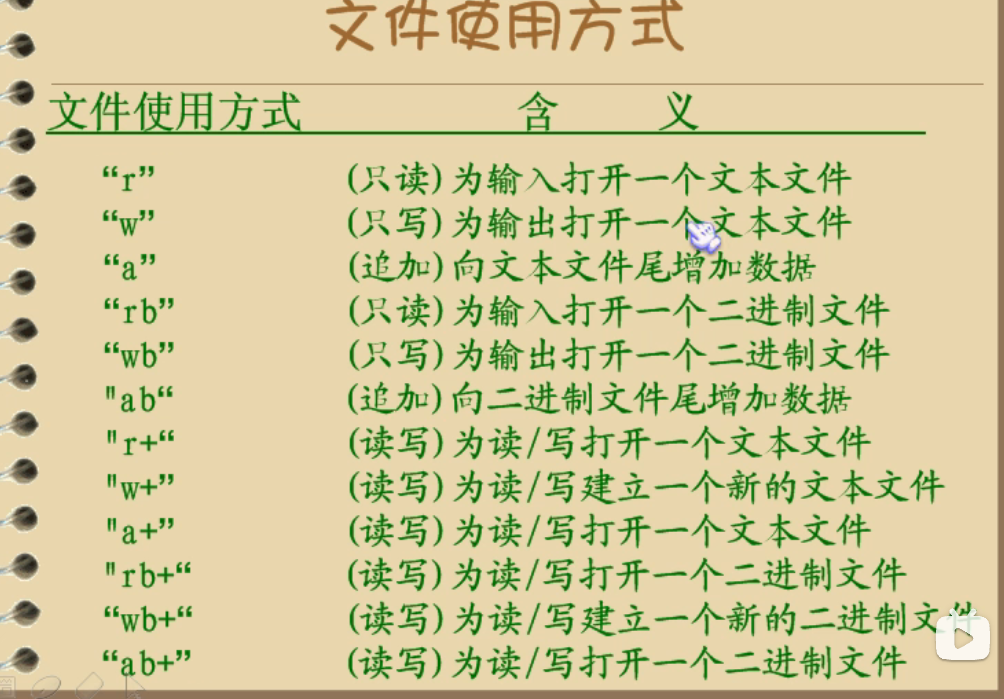 文件使用方式
文件使用方式 含 义
“r” (只读)为输入打开一个文本文件
“w” (只写)为输出打开一个文本文件
“a” (追加)向文本文件尾增加数据
“rb” (只读)为输入打开一个二进制文件
“wb” (只写)为输出打开一个二进制文件
"ab“ (追加)向二进制文件尾增加数据
"r+“ (读写)为读/写打开一个文本文件
"w+” (读写)为读/写建立一个新的文本文件
"a+” (读写)为读/写打开一个文本文件
"rb+“ (读写)为读/写打开一个二进制文件
“wb+“ (读写)为读/写建立一个新的二进制文件
“ab+” (读写)为读/写打开一个二进制文件